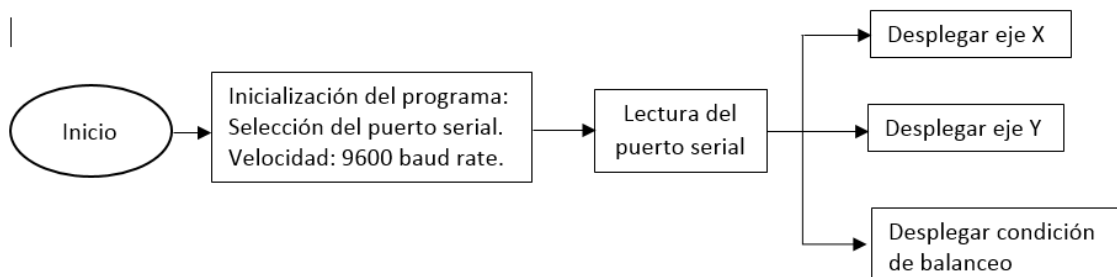 Inicio
Inicialización del programa:
Selección del puerto serial.
Velocidad: 9600 baud rate.
Lectura del
puerto serial
Desplegar eje X
Desplegar eje Y
Desplegar condición
de balanceo